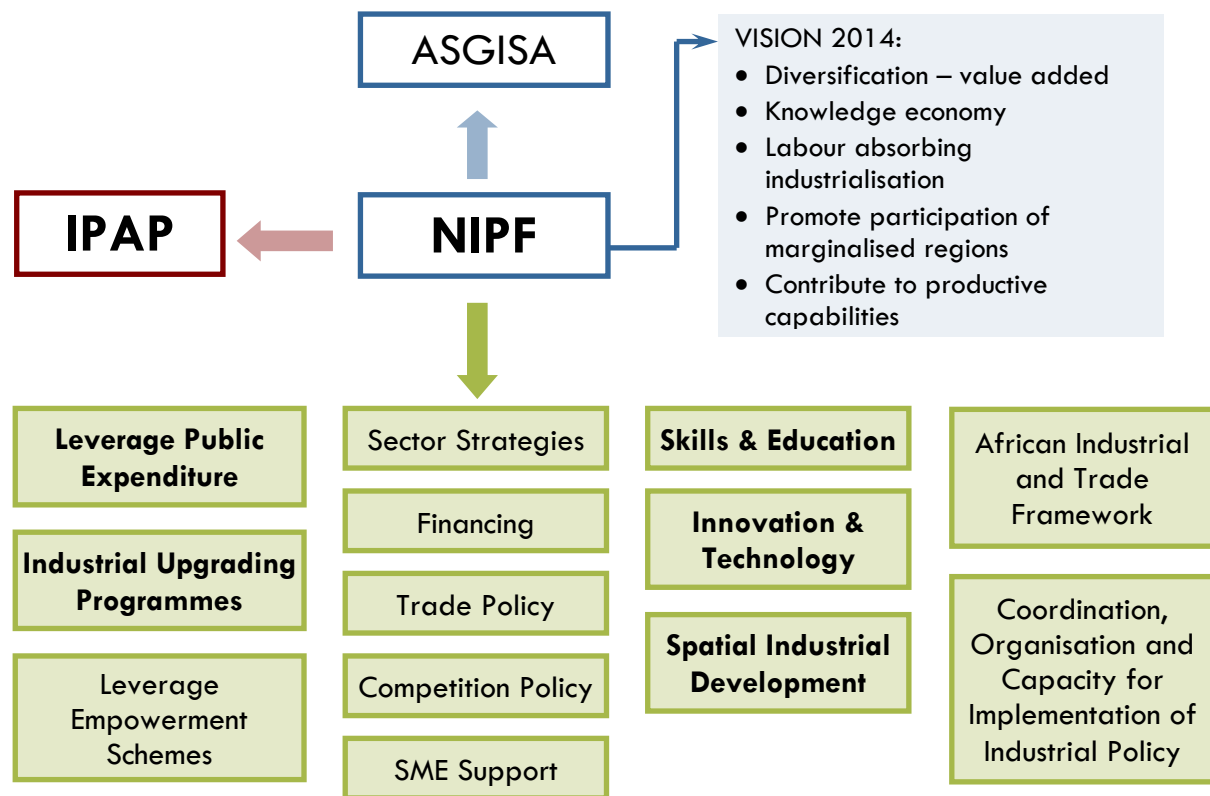 ASGISA
VISION 2014:
• Diversification – value added
• Knowledge economy
• Labour absorbing
industrialisation
• Promote participation of
marginalised regions
• Contribute to productive
capabilities
IPAP
NIPF
Leverage Public
Expenditure
Industrial Upgrading
Programmes
Leverage
Empowerment
Schemes
Sector Strategies
Financing
Trade Policy
Competition Policy
SME Support
Skills & Education
Innovation &
Technology
Spatial Industrial
Development
African Industrial
and Trade
Framework
Coordination,
Organisation and
Capacity for
Implementation of
Industrial Policy